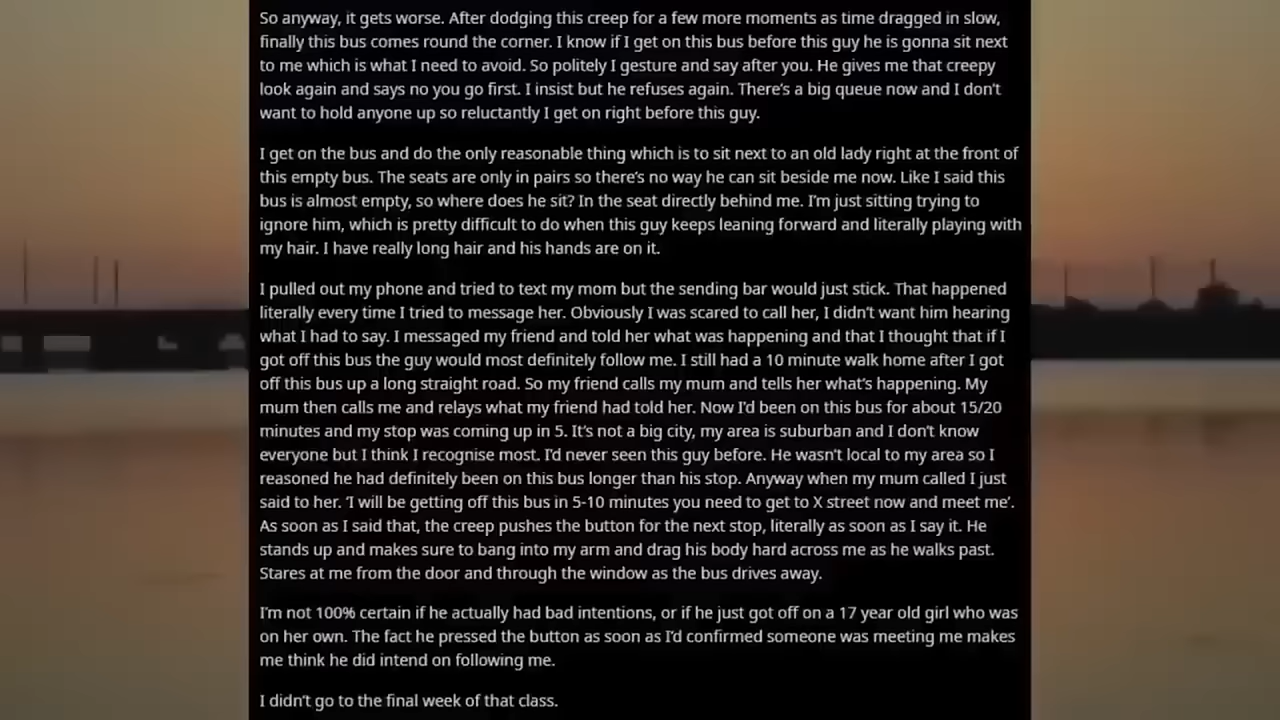 So anyway, it gets worse. After dodging this creep for a few more moments as time dragged in slow,
finally this bus comes round the corner. I know if I get on this bus before this guy he is gonna sit next
to me which is what I need to avoid. So politely I gesture and say after you. He gives me that creepy
look again and says no you go first. I insist but he refuses again. There's a big queue now and I don't
want to hold anyone up so reluctantly I get on right before this guy.
I get on the bus and do the only reasonable thing which is to sit next to an old lady right at the front of
this empty bus. The seats are only in pairs so there's no way he can sit beside me now. Like I said this
bus is almost empty, so where does he sit? In the seat directly behind me. I'm just sitting trying to
ignore him, which is pretty difficult to do when this guy keeps leaning forward and literally playing with
my hair. I have really long hair and his hands are on it.
I pulled out my phone and tried to text my mom but the sending bar would just stick. That happened
literally every time I tried to message her. Obviously I was scared to call her, I didn't want him hearing
what I had to say. I messaged my friend and told her what was happening and that I thought that if I
got off this bus the guy would most definitely follow me. I still had a 10 minute walk home after I got
off this bus up a long straight road. So my friend calls my mum and tells her what's happening. My
mum then calls me and relays what my friend had told her. Now I'd been on this bus for about 15/20
minutes and my stop was coming up in 5. It's not a big city, my area is suburban and I don't know
everyone but I think I recognise most. I'd never seen this guy before. He wasn't local to my area so I
reasoned he had definitely been on this bus longer than his stop. Anyway when my mum called I just
said to her. 'I will be getting off this bus in 5-10 minutes you need to get to X street now and meet me'.
As soon as I said that, the creep pushes the button for the next stop, literally as soon as I say it. He
stands up and makes sure to bang into my arm and drag his body hard across me as he walks past.
Stares at me from the door and through the window as the bus drives away.
I'm not 100% certain if he actually had bad intentions, or if he just got off on a 17 year old girl who was
on her own. The fact he pressed the button as soon as I'd confirmed someone was meeting me makes
me think he did intend on following me.
I didn't go to the final week of that class.